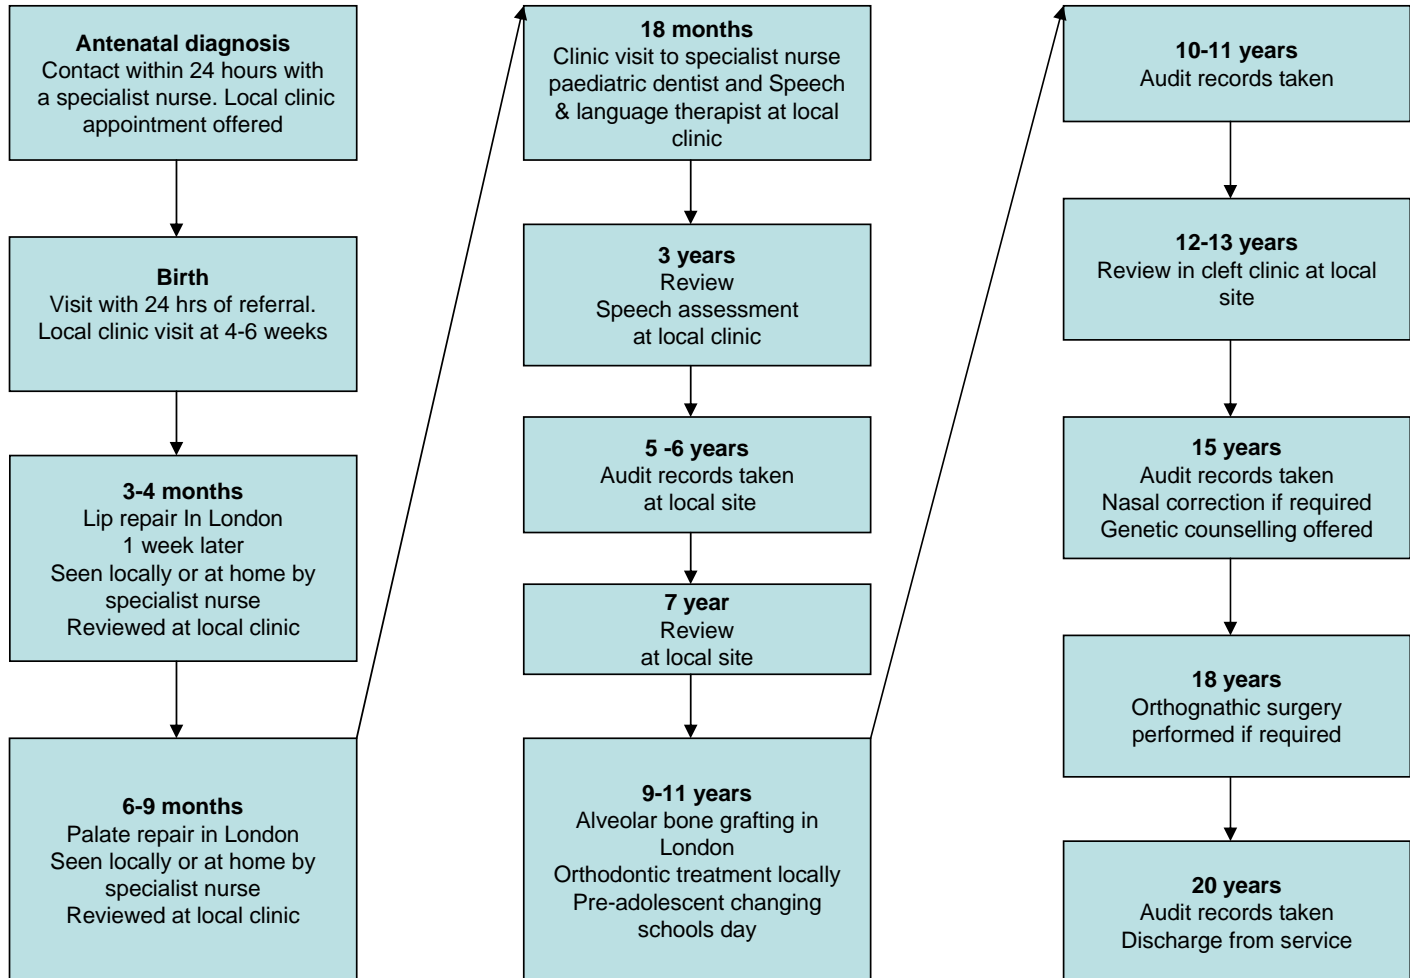 Antenatal diagnosis
Contact within 24 hours with
a specialist nurse. Local clinic
appointment offered
Birth
Visit with 24 hrs of referral.
Local clinic visit at 4-6 weeks
3-4 months
Lip repair In London
1 week later
Seen locally or at home by
specialist nurse
Reviewed at local clinic
6-9 months
Palate repair in London
Seen locally or at home by
specialist nurse
Reviewed at local clinic
18 months
Clinic visit to specialist nurse
paediatric dentist and Speech
& language therapist at local
clinic
3 years
Review
Speech assessment
at local clinic
5 -6 years
Audit records taken
at local site
7 year
Review
at local site
9-11 years
Alveolar bone grafting in
London
Orthodontic treatment locally
Pre-adolescent changing
schools day
10-11 years
Audit records taken
12-13 years
Review in cleft clinic at local
site
15 years
Audit records taken
Nasal correction if required
Genetic counselling offered
18 years
Orthognathic surgery
performed if required
20 years
Audit records taken
Discharge from service